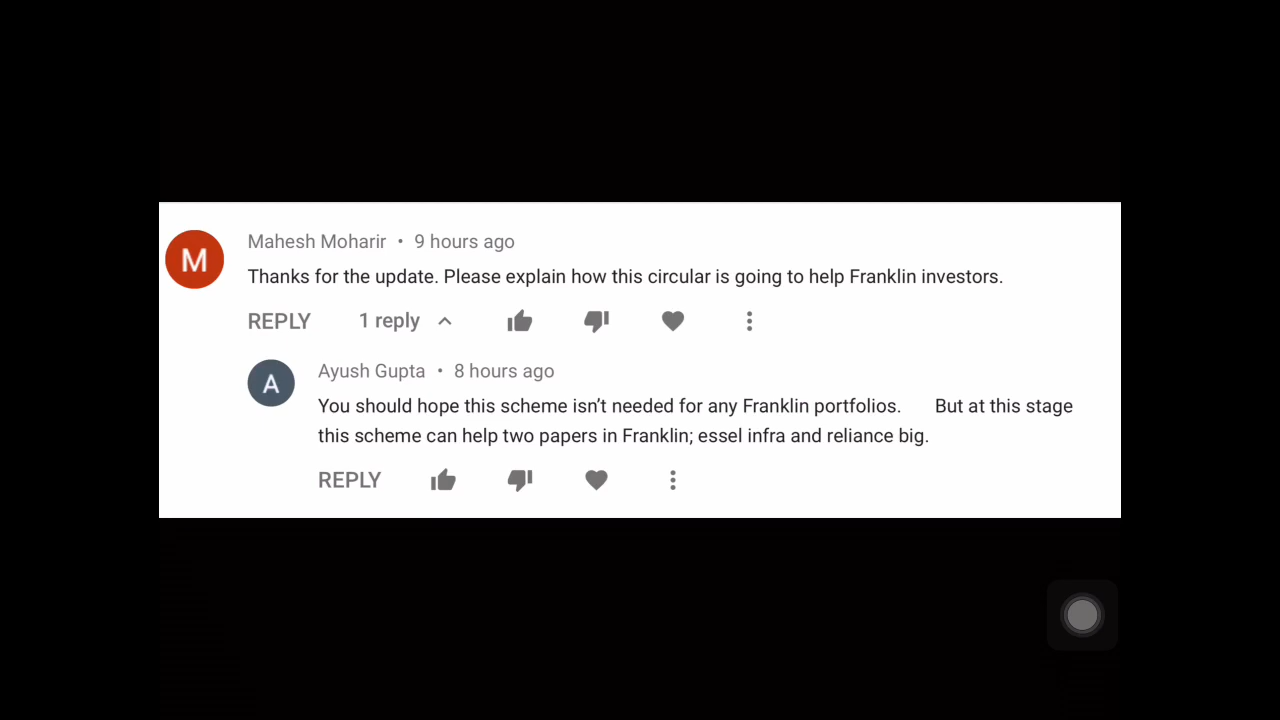 M
Mahesh Moharir • 9 hours ago
Thanks for the update. Please explain how this circular is going to help Franklin investors.
REPLY 1 reply
A
Ayush Gupta • 8 hours ago
You should hope this scheme isn't needed for any Franklin portfolios. But at this stage
this scheme can help two papers in Franklin; essel infra and reliance big.
REPLY